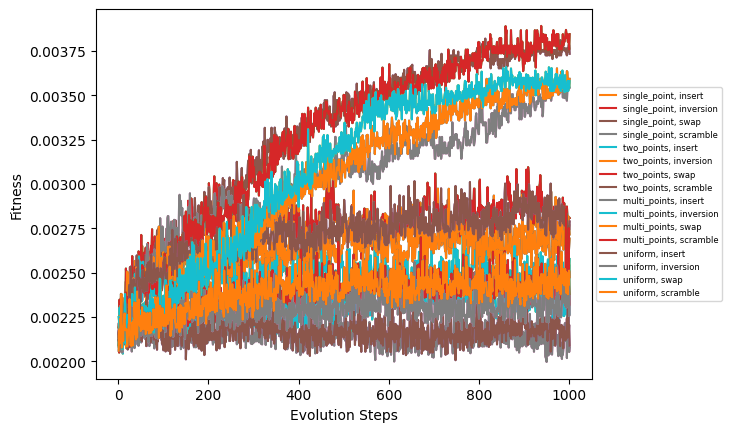 0.00375
0.00350
0.00325
0.00300
0.00275
0.00250
0.00225
0.00200
Fitness
0
200
400
600
800
1000
Evolution Steps
single_point, insert
single_point, inversion
single_point, swap
single_point, scramble
two_points, insert
two_points, inversion
two_points, swap
two_points, scramble
multi_points, insert
multi_points, inversion
multi_points, swap
multi_points, scramble
uniform, insert
uniform, inversion
uniform, swap
uniform, scramble